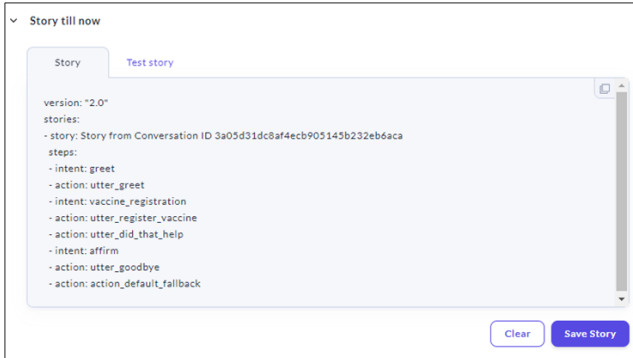 Story till now
Story Test story
version: "2.0"
stories:
- story: Story from Conversation ID 3a05d31dc8af4ecb905145b232eb6aca
steps:
- intent: greet
- action: utter_greet
- intent: vaccine_registration
- action: utter_register_vaccine
- action: utter_did_that_help
- intent: affirm
- action: utter_goodbye
- action: action_default_fallback
Clear Save Story